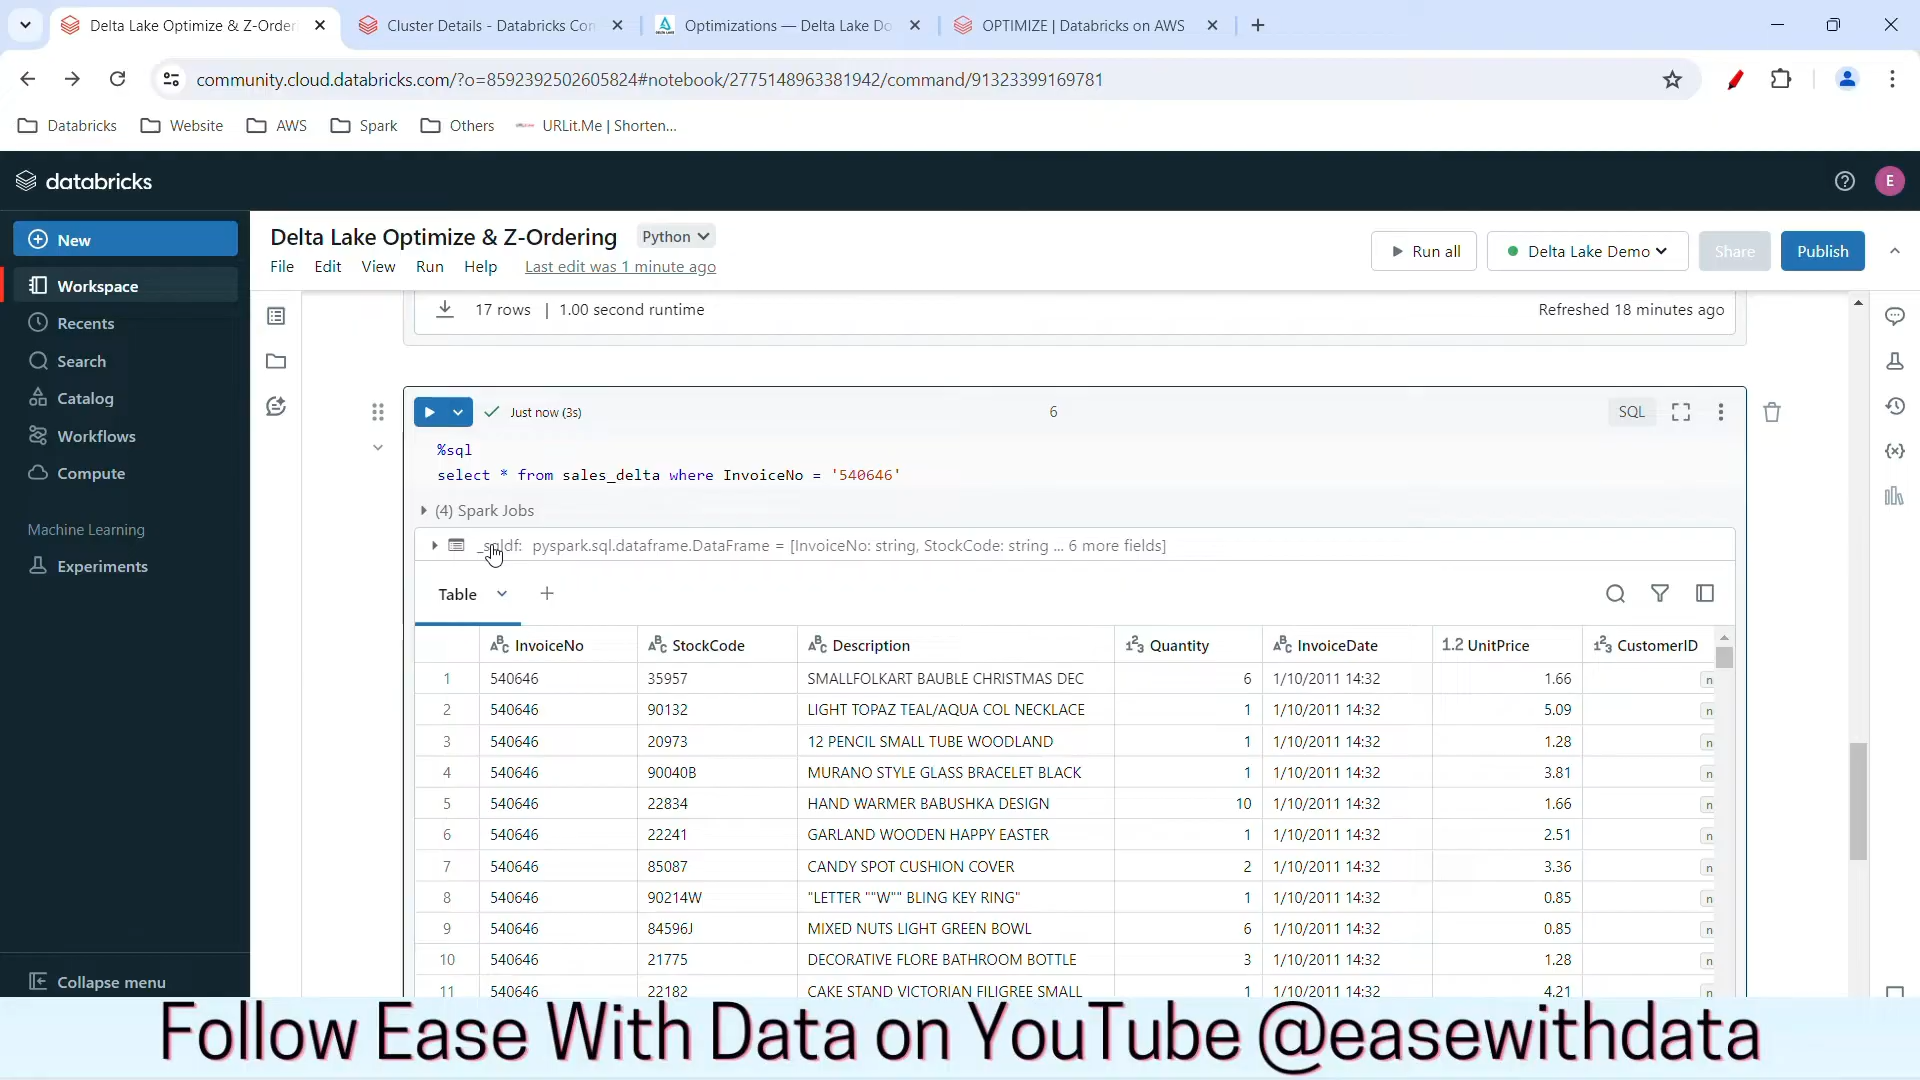 Delta Lake Optimize & Z-Order
Cluster Details - Databricks Co
Optimizations — Delta Lake Do
OPTIMIZE | Databricks on AWS
community.cloud.databricks.com/?o=8592392502605824#notebook/2775148963381942/command/91323399169781
Databricks
Website
AWS
Spark
Others
URLit.Me | Shorten...
databricks
E
New
Workspace
Recents
Search
Catalog
Workflows
Compute
Machine Learning
Experiments
Collapse menu
Delta Lake Optimize & Z-Ordering Python
File Edit View Run Help Last edit was 1 minute ago
Run all
Delta Lake Demo
Share
Publish
17 rows | 1.00 second runtime
Refreshed 18 minutes ago
Just now (3s)
6
SQL
%sql
select * from sales_delta where InvoiceNo = '540646'
(4) Spark Jobs
_sqldf: pyspark.sql.dataframe.DataFrame = [InvoiceNo: string, StockCode: string ... 6 more fields]
Table +
InvoiceNo StockCode Description Quantity InvoiceDate 1.2 UnitPrice CustomerID
1 540646 35957 SMALLFOLKART BAUBLE CHRISTMAS DEC 6 1/10/2011 14:32 1.66 n
2 540646 90132 LIGHT TOPAZ TEAL/AQUA COL NECKLACE 1 1/10/2011 14:32 5.09 n
3 540646 20973 12 PENCIL SMALL TUBE WOODLAND 1 1/10/2011 14:32 1.28 n
4 540646 90040B MURANO STYLE GLASS BRACELET BLACK 1 1/10/2011 14:32 3.81 n
5 540646 22834 HAND WARMER BABUSHKA DESIGN 10 1/10/2011 14:32 1.66 n
6 540646 22241 GARLAND WOODEN HAPPY EASTER 1 1/10/2011 14:32 2.51 n
7 540646 85087 CANDY SPOT CUSHION COVER 2 1/10/2011 14:32 3.36 n
8 540646 90214W "LETTER ""W"" BLING KEY RING" 1 1/10/2011 14:32 0.85 n
9 540646 84596J MIXED NUTS LIGHT GREEN BOWL 6 1/10/2011 14:32 0.85 n
10 540646 21775 DECORATIVE FLORE BATHROOM BOTTLE 3 1/10/2011 14:32 1.28 n
11 540646 22182 CAKE STAND VICTORIAN FILIGREE SMALL 1 1/10/2011 14:32 4.21 n
Follow Ease With Data on YouTube @easewithdata